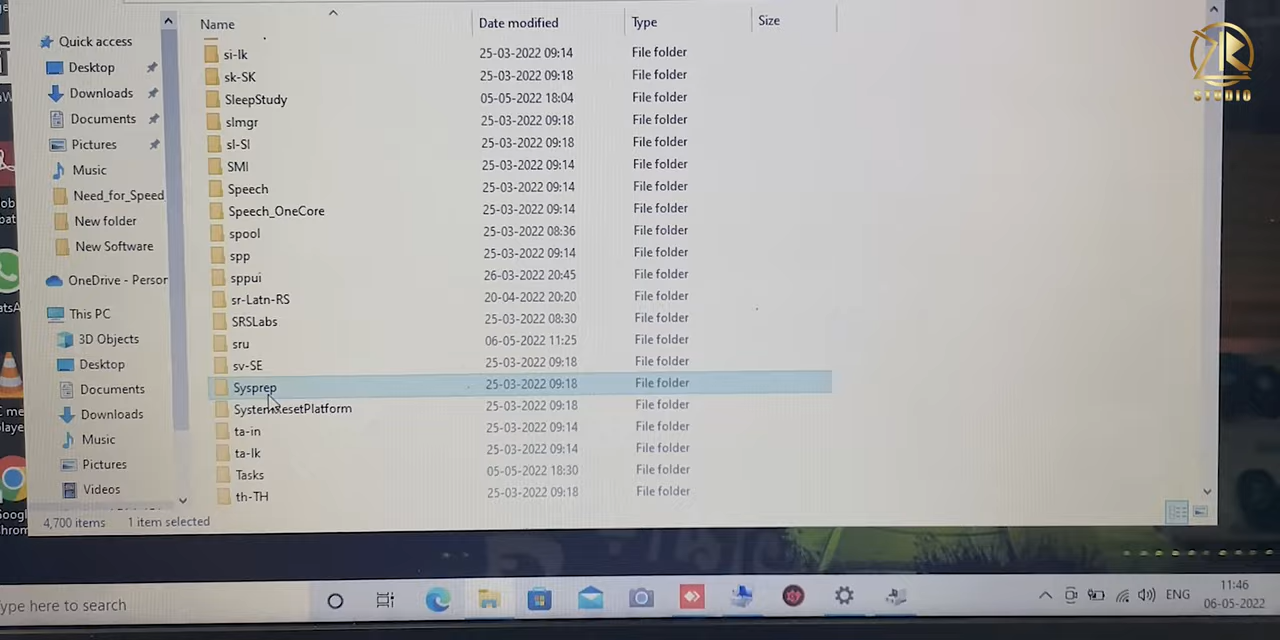 Name Date modified Type Size
Quick access
Desktop
Downloads
Documents
Pictures
Music
Need_for_Speed
New folder
New Software
OneDrive - Person
This PC
3D Objects
Desktop
Documents
Downloads
Music
Pictures
Videos
si-lk 25-03-2022 09:14 File folder
sk-SK 25-03-2022 09:18 File folder
SleepStudy 05-05-2022 18:04 File folder
slmgr 25-03-2022 09:18 File folder
sl-SI 25-03-2022 09:18 File folder
SMI 25-03-2022 09:14 File folder
Speech 25-03-2022 09:14 File folder
Speech_OneCore 25-03-2022 09:14 File folder
spool 25-03-2022 08:36 File folder
spp 25-03-2022 09:14 File folder
sppui 26-03-2022 20:45 File folder
sr-Latn-RS 20-04-2022 20:20 File folder
SRSLabs 25-03-2022 08:30 File folder
sru 06-05-2022 11:25 File folder
sv-SE 25-03-2022 09:18 File folder
Sysprep 25-03-2022 09:18 File folder
SystemResetPlatform 25-03-2022 09:18 File folder
ta-in 25-03-2022 09:14 File folder
ta-lk 25-03-2022 09:14 File folder
Tasks 05-05-2022 18:30 File folder
th-TH 25-03-2022 09:18 File folder
4,700 items 1 item selected
ype here to search
ENG
11:46
06-05-2022
ZR
STUDIO